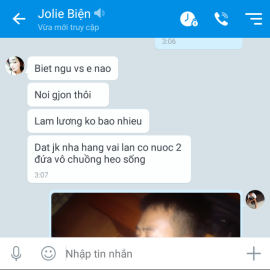 Jolie Biện
Vừa mới truy cập
3:06
Biet ngu vs e nao
Noi gjon thôi
Lam lương ko bao nhieu
Dat jk nha hang vai lan co nuoc 2
đứa vô chuồng heo sống
3:07
Nhập tin nhắn